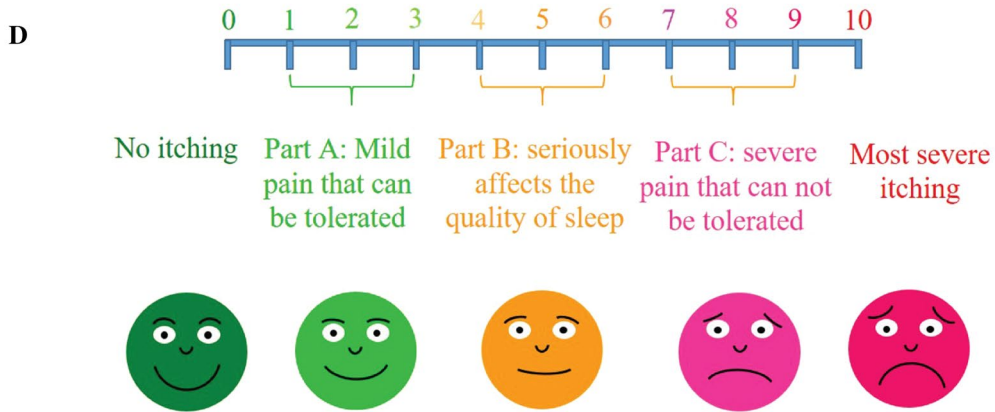 D
0 1 2 3 4 5 6 7 8 9 10
No itching
Part A: Mild
pain that can
be tolerated
Part B: seriously
affects the
quality of sleep
Part C: severe
pain that can not
be tolerated
Most severe
itching